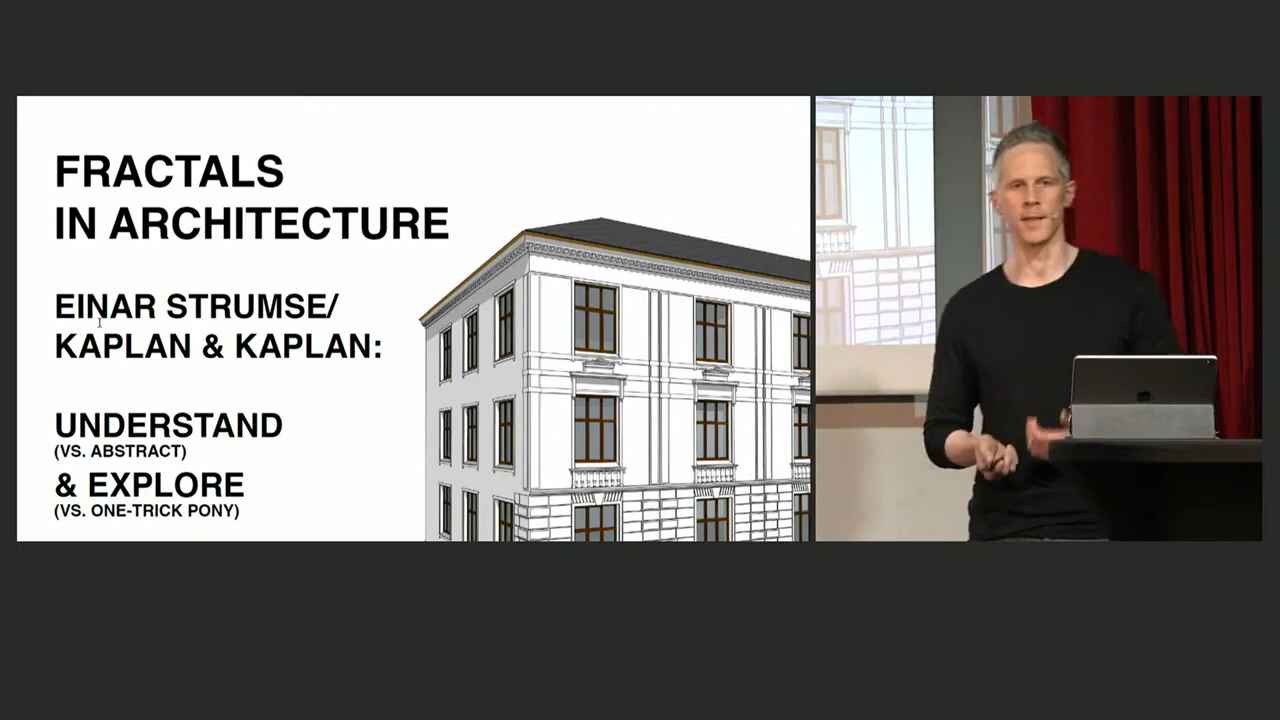 FRACTALS
IN ARCHITECTURE
EINAR STRUMSE/
KAPLAN & KAPLAN:
UNDERSTAND
(VS. ABSTRACT)
& EXPLORE
(VS. ONE-TRICK PONY)